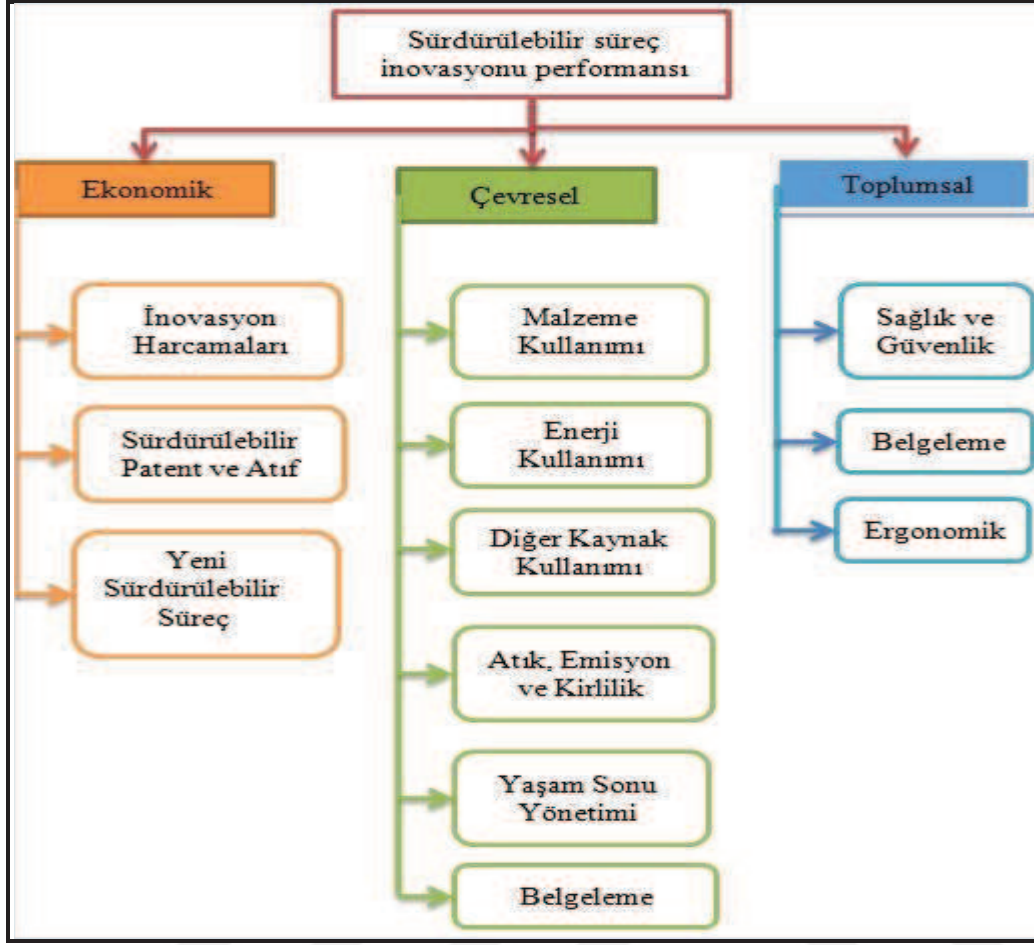 Sürdürülebilir süreç
inovasyonu performansı
Ekonomik
İnovasyon
Harcamaları
Sürdürülebilir
Patent ve Atıf
Yeni
Sürdürülebilir
Süreç
Çevresel
Malzeme
Kullanımı
Enerji
Kullanımı
Diğer Kaynak
Kullanımı
Atık, Emisyon
ve Kirlilik
Yaşam Sonu
Yönetimi
Belgeleme
Toplumsal
Sağlık ve
Güvenlik
Belgeleme
Ergonomik